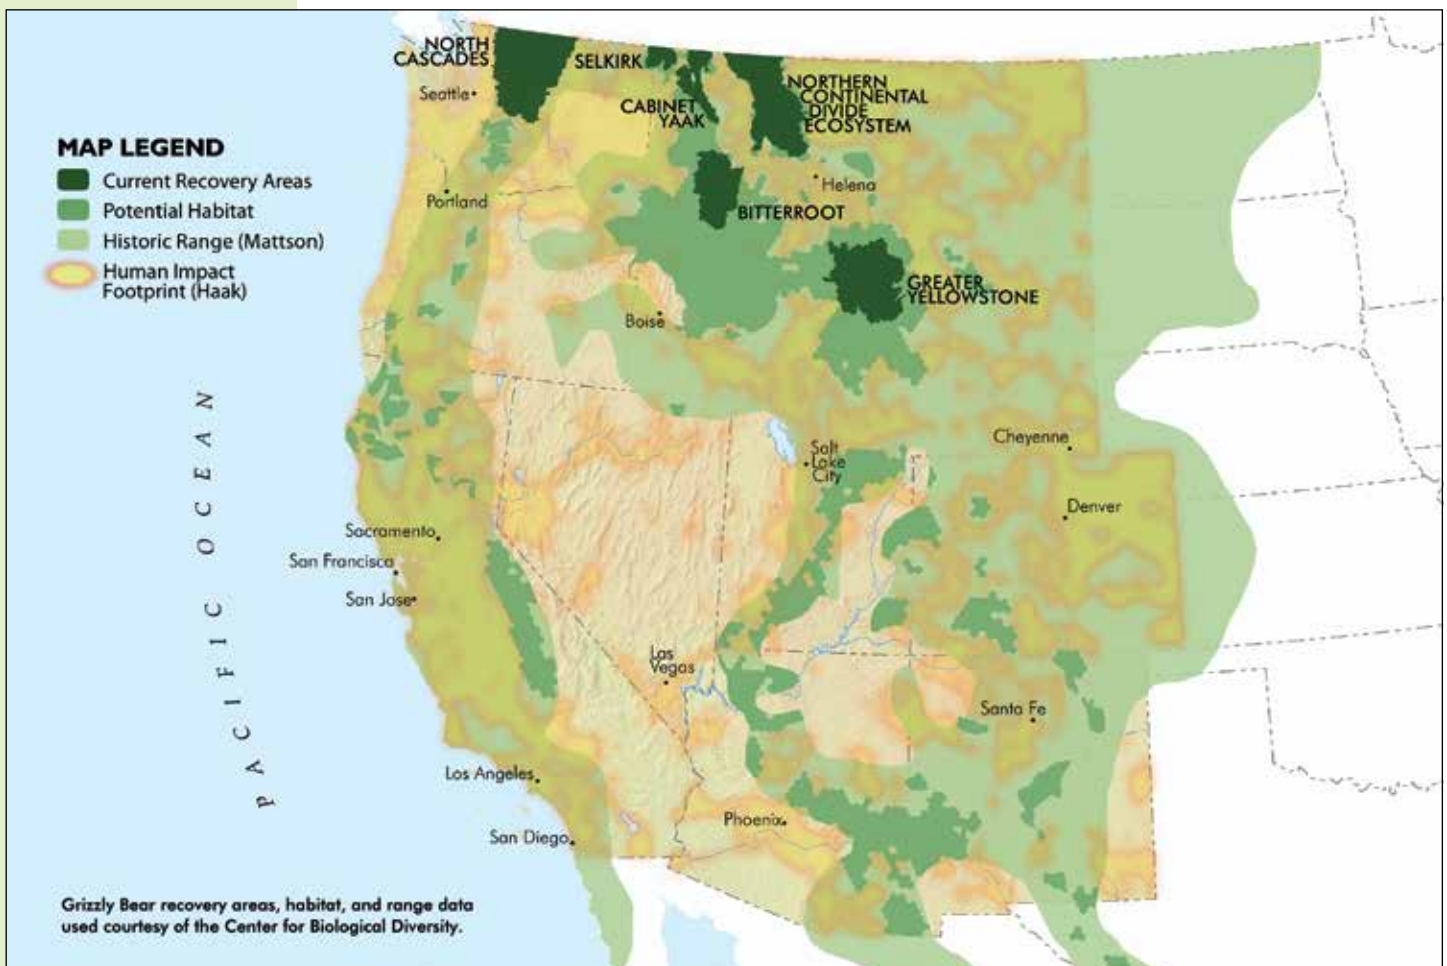 NORTH
CASCADES
SELKIRK
CABINET
YAAK
NORTHERN
CONTINENTAL
DIVIDE
ECOSYSTEM
Seattle
MAP LEGEND
Current Recovery Areas
Potential Habitat
Historic Range (Mattson)
Human Impact
Footprint (Haak)
Portland
Helena
BITTERROOT
GREATER
YELLOWSTONE
Boise
PACIFIC OCEAN
Salt
Lake
City
Cheyenne
Denver
Sacramento
San Francisco
San Jose
Las
Vegas
Santa Fe
Los Angeles
Phoenix
San Diego
Grizzly Bear recovery areas, habitat, and range data
used courtesy of the Center for Biological Diversity.